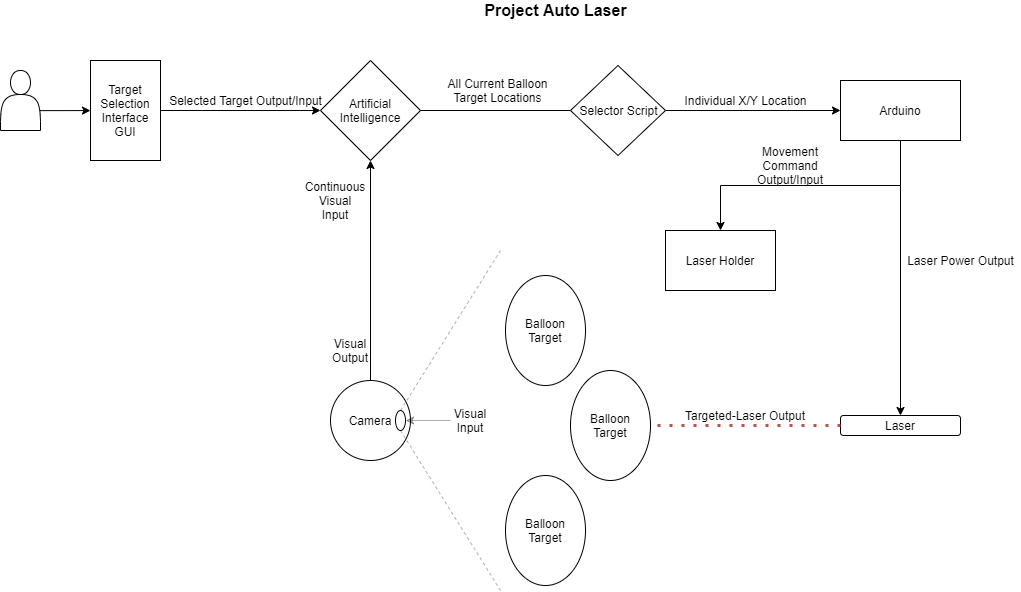 Project Auto Laser
Target
Selection
Interface
GUI
Selected Target Output/Input
Artificial
Intelligence
All Current Balloon
Target Locations
Selector Script
Individual X/Y Location
Arduino
Movement
Command
Output/Input
Continuous
Visual
Input
Laser Holder
Laser Power Output
Balloon
Target
Visual
Output
Camera
Visual
Input
Balloon
Target
Targeted-Laser Output
Laser
Balloon
Target